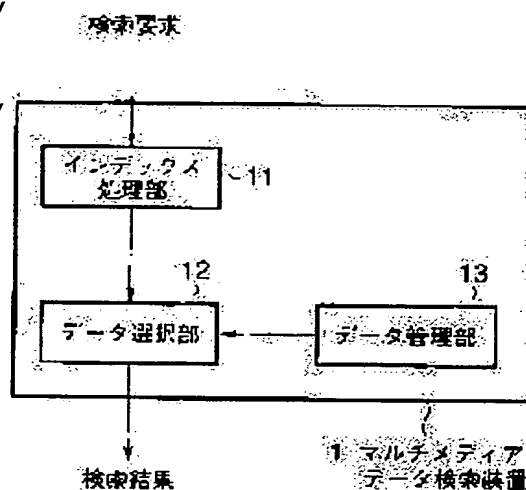 検索要求
インデックス
処理部
11
12
13
データ選択部
データ管理部
検索結果
1 マルチメディア
データ検索装置